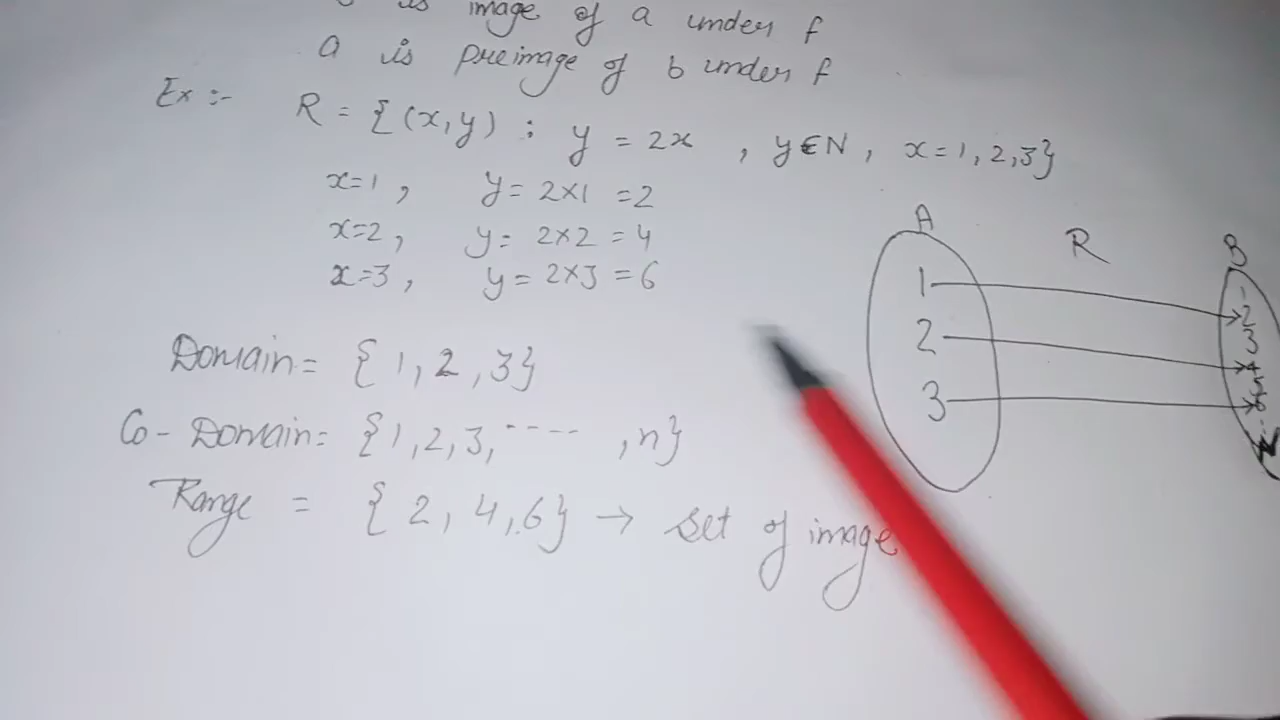 is image of a under f
a is preimage of b under f
Ex :- R = {(x,y) : y = 2x , y∈N, x=1,2,3}
x=1, y= 2×1 =2
x=2, y= 2×2 =4
x=3, y= 2×3 =6
A R B
1 2
2 3
3
Domain= {1,2,3}
Co-Domain= {1,2,3,---- ,n}
Range = {2,4,6} → set of image